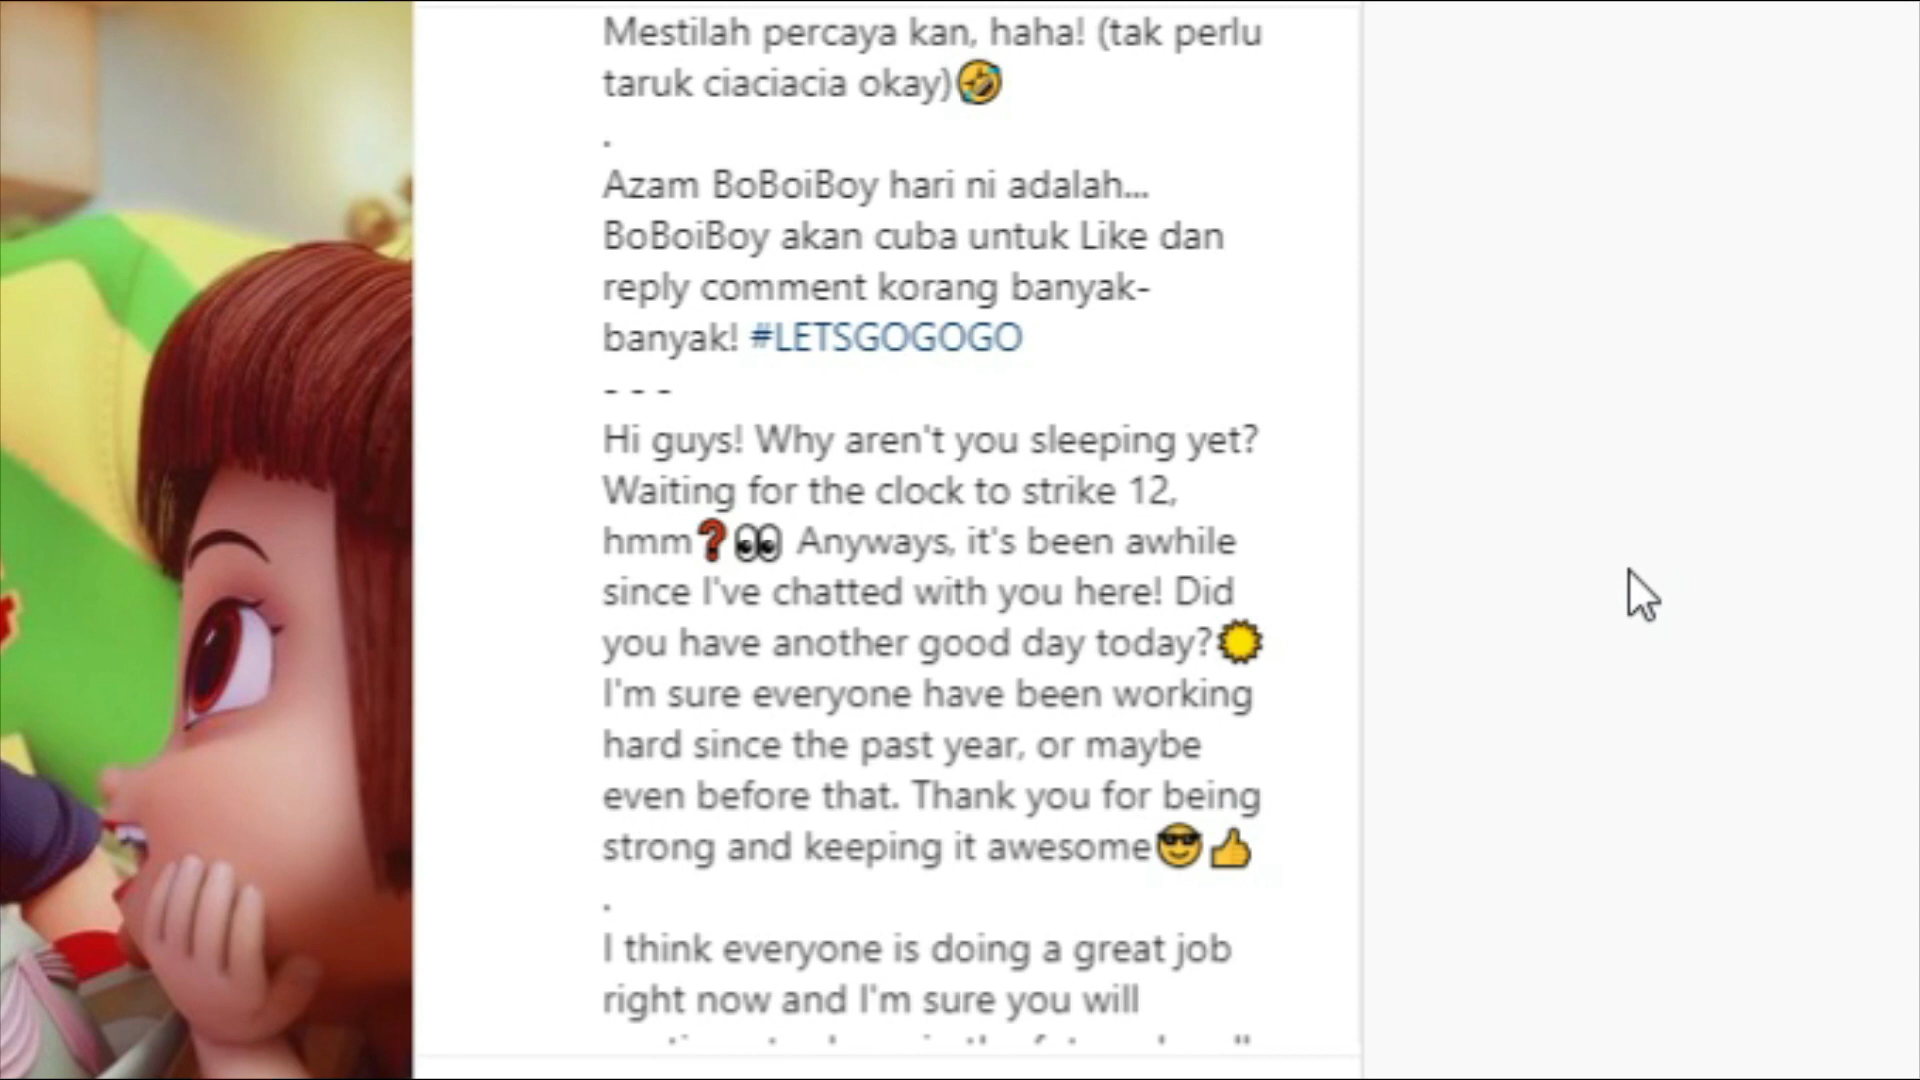 Mestilah percaya kan, haha! (tak perlu
taruk ciaciacia okay)🤣
.
Azam BoBoiBoy hari ni adalah...
BoBoiBoy akan cuba untuk Like dan
reply comment korang banyak-
banyak! #LETSGOGOGO
- - -
Hi guys! Why aren't you sleeping yet?
Waiting for the clock to strike 12,
hmm❓👀 Anyways, it's been awhile
since I've chatted with you here! Did
you have another good day today?☀
I'm sure everyone have been working
hard since the past year, or maybe
even before that. Thank you for being
strong and keeping it awesome😎👍
.
I think everyone is doing a great job
right now and I'm sure you will